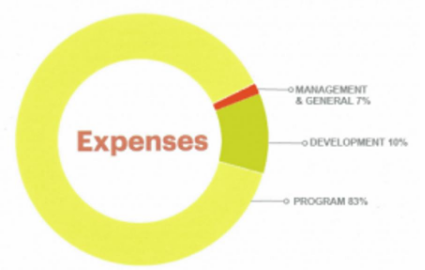 MANAGEMENT
& GENERAL 7%
Expenses
DEVELOPMENT 10%
PROGRAM 83%